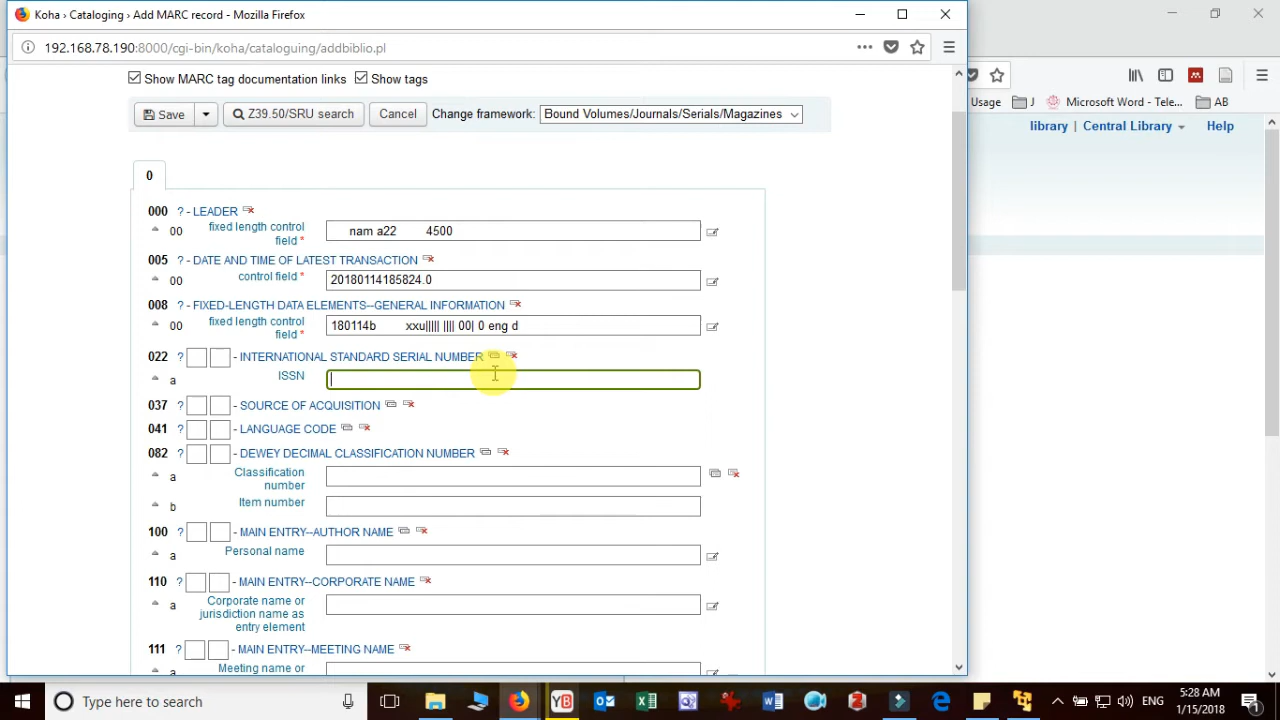 Koha › Cataloging › Add MARC record - Mozilla Firefox
192.168.78.190:8000/cgi-bin/koha/cataloguing/addbiblio.pl
Show MARC tag documentation links Show tags
Save Z39.50/SRU search Cancel Change framework: Bound Volumes/Journals/Serials/Magazines
Usage J Microsoft Word - Tele... AB
library | Central Library Help
0
000 ? - LEADER
00 fixed length control field * nam a22 4500
005 ? - DATE AND TIME OF LATEST TRANSACTION
00 control field * 20180114185824.0
008 ? - FIXED-LENGTH DATA ELEMENTS--GENERAL INFORMATION
00 fixed length control field * 180114b xxu||||| |||| 00| 0 eng d
022 ? - INTERNATIONAL STANDARD SERIAL NUMBER
a ISSN
037 ? - SOURCE OF ACQUISITION
041 ? - LANGUAGE CODE
082 ? - DEWEY DECIMAL CLASSIFICATION NUMBER
a Classification number
b Item number
100 ? - MAIN ENTRY--AUTHOR NAME
a Personal name
110 ? - MAIN ENTRY--CORPORATE NAME
a Corporate name or jurisdiction name as entry element
111 ? - MAIN ENTRY--MEETING NAME
a Meeting name or
Type here to search
ENG
5:28 AM
1/15/2018